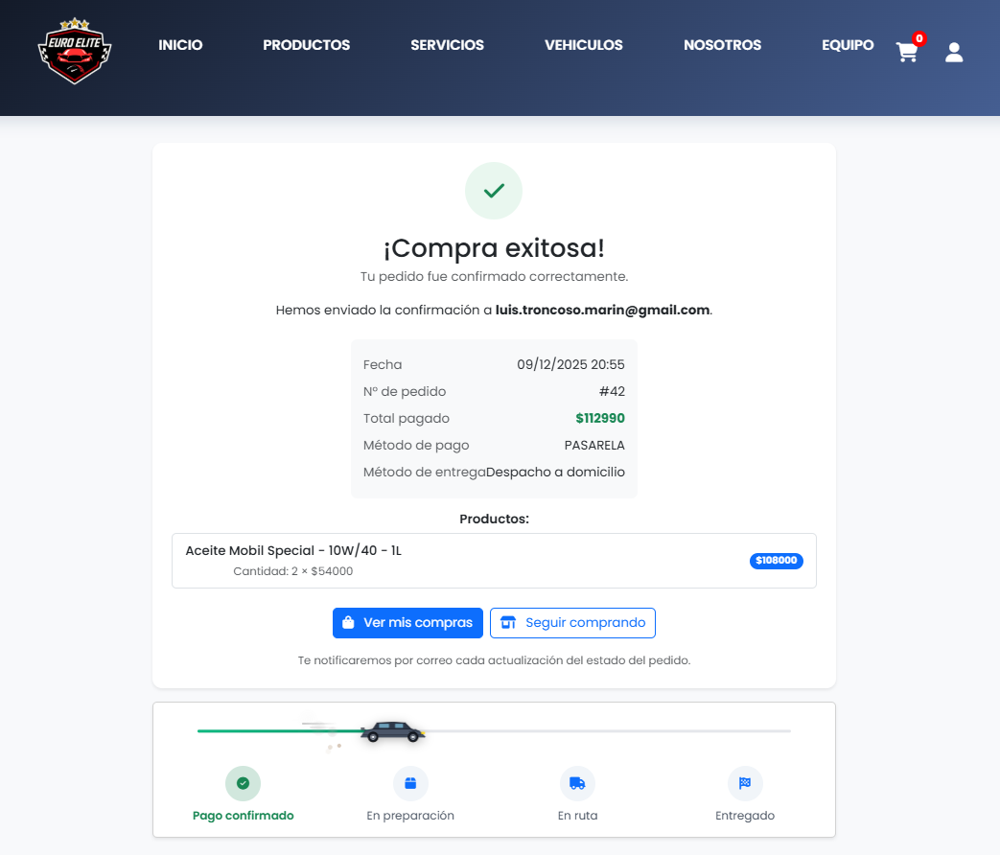 EURO ELITE
INICIO PRODUCTOS SERVICIOS VEHICULOS NOSOTROS EQUIPO 0
¡Compra exitosa!
Tu pedido fue confirmado correctamente.
Hemos enviado la confirmación a luis.troncoso.marin@gmail.com.
Fecha 09/12/2025 20:55
N° de pedido #42
Total pagado $112990
Método de pago PASARELA
Método de entregaDespacho a domicilio
Productos:
Aceite Mobil Special - 10W/40 - 1L
Cantidad: 2 × $54000
$108000
Ver mis compras Seguir comprando
Te notificaremos por correo cada actualización del estado del pedido.
Pago confirmado En preparación En ruta Entregado